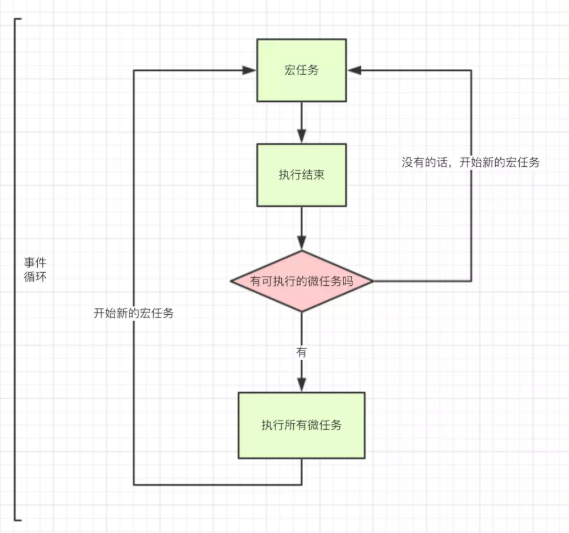 宏任务
执行结束
没有的话，开始新的宏任务
事件
循环
有可执行的微任务吗
开始新的宏任务
有
执行所有微任务